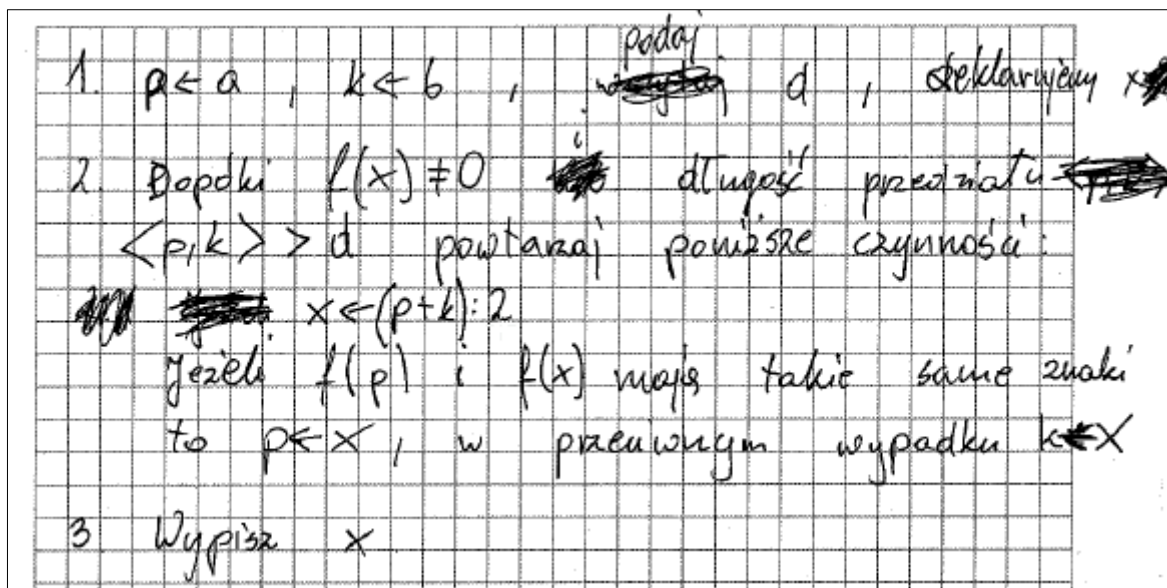 podaj
1. p ← a , k ← b , d , deklarujemy x
2. Dopóki f(x) ≠ 0 i długość przedziału
<p,k> > d powtarzaj poniższe czynności:
x ← (p+k):2
Jeżeli f(p) i f(x) mają takie same znaki
to p ← x , w przeciwnym wypadku k ← x
3 Wypisz x